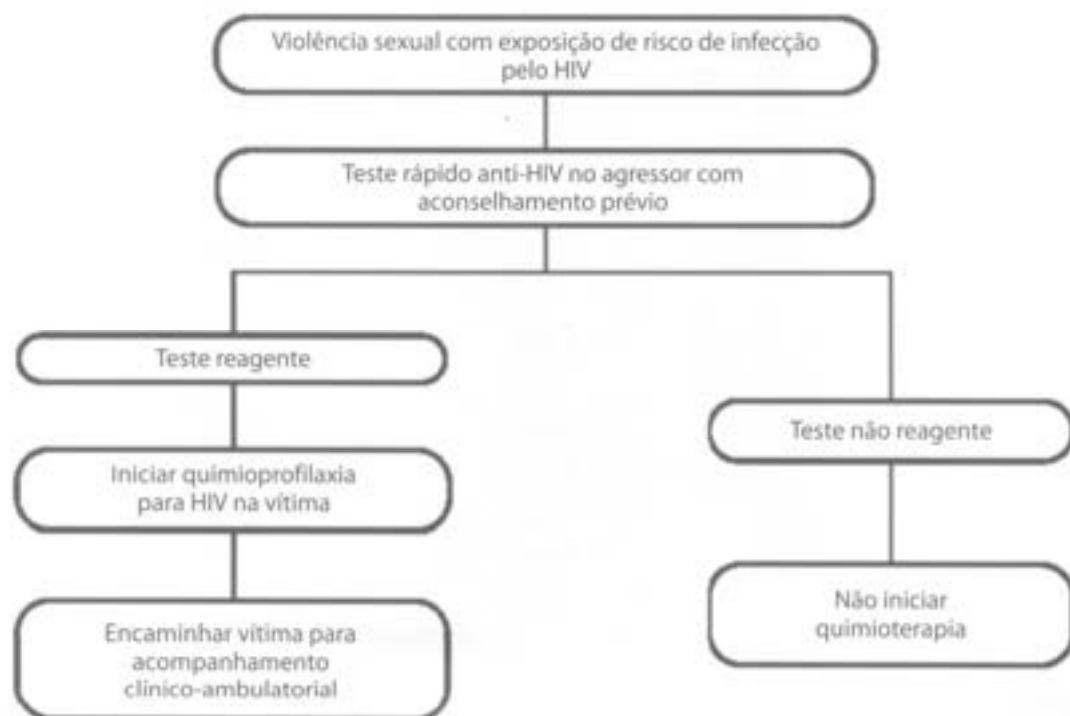 Violência sexual com exposição de risco de infecção
pelo HIV
Teste rápido anti-HIV no agressor com
aconselhamento prévio
Teste reagente
Teste não reagente
Iniciar quimioprofilaxia
para HIV na vítima
Não iniciar
quimioterapia
Encaminhar vítima para
acompanhamento
clínico-ambulatorial